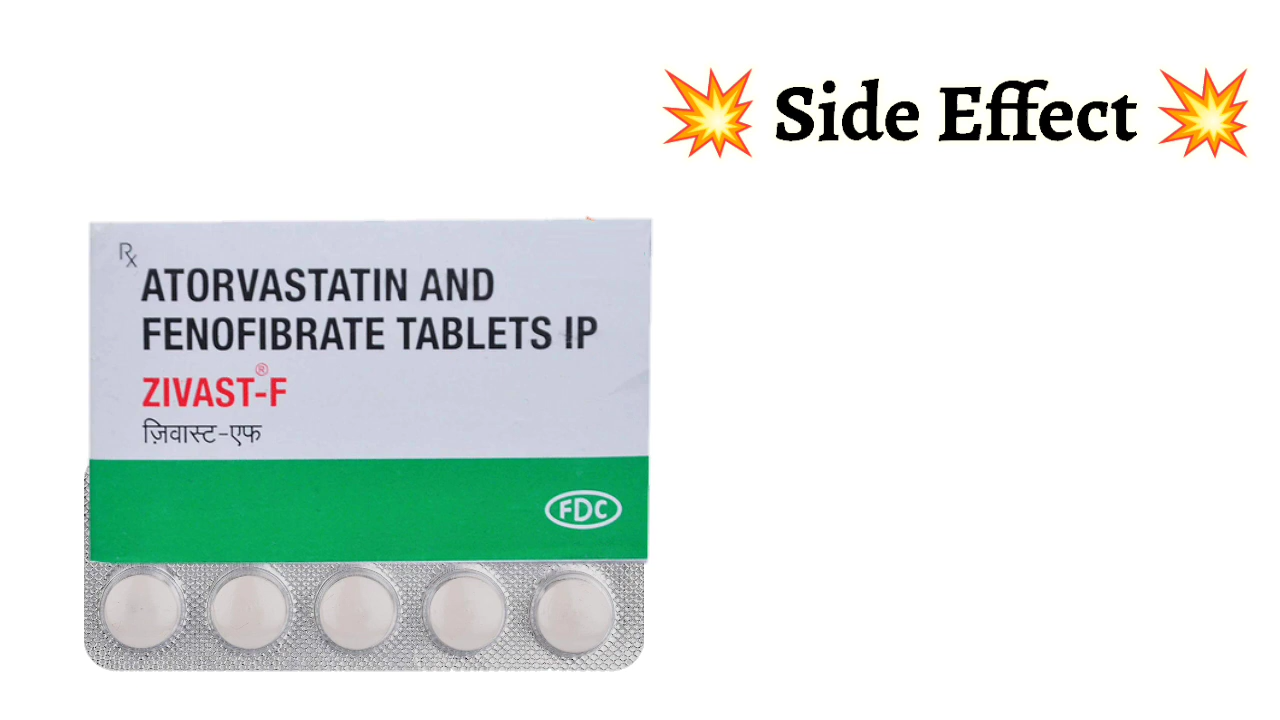 💥 Side Effect 💥
Rx
ATORVASTATIN AND
FENOFIBRATE TABLETS IP
ZIVAST-F®
ज़िवास्ट-एफ
FDC